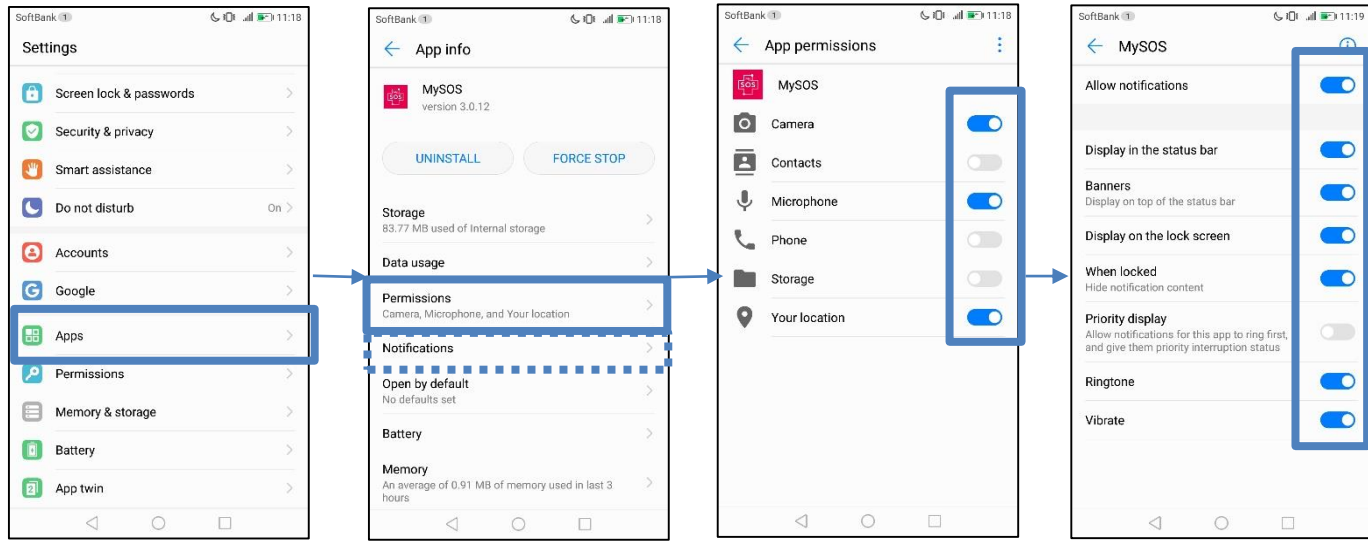 SoftBank 1 11:18
Settings
Screen lock & passwords
Security & privacy
Smart assistance
Do not disturb On
Accounts
Google
Apps
Permissions
Memory & storage
Battery
App twin
SoftBank 1 11:18
App info
SOS
MySOS
version 3.0.12
UNINSTALL FORCE STOP
Storage
83.77 MB used of Internal storage
Data usage
Permissions
Camera, Microphone, and Your location
Notifications
Open by default
No defaults set
Battery
Memory
An average of 0.91 MB of memory used in last 3
hours
SoftBank 1 11:18
App permissions
SOS
MySOS
Camera
Contacts
Microphone
Phone
Storage
Your location
SoftBank 1 11:19
MySOS
Allow notifications
Display in the status bar
Banners
Display on top of the status bar
Display on the lock screen
When locked
Hide notification content
Priority display
Allow notifications for this app to ring first,
and give them priority interruption status
Ringtone
Vibrate